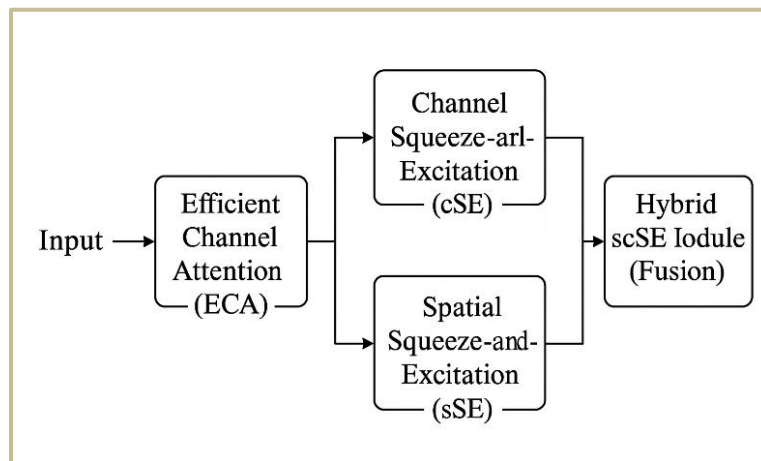 Input
Efficient
Channel
Attention
(ECA)
Channel
Squeeze-arl-
Excitation
(cSE)
Spatial
Squeeze-and-
Excitation
(sSE)
Hybrid
scSE Iodule
(Fusion)